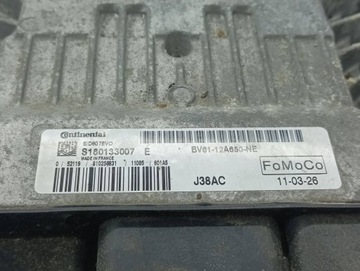 Continental
SID807EVO
S180133007 E
MADE IN FRANCE
BV61-12A650-NE
J38AC
FoMoCo
11-03-26